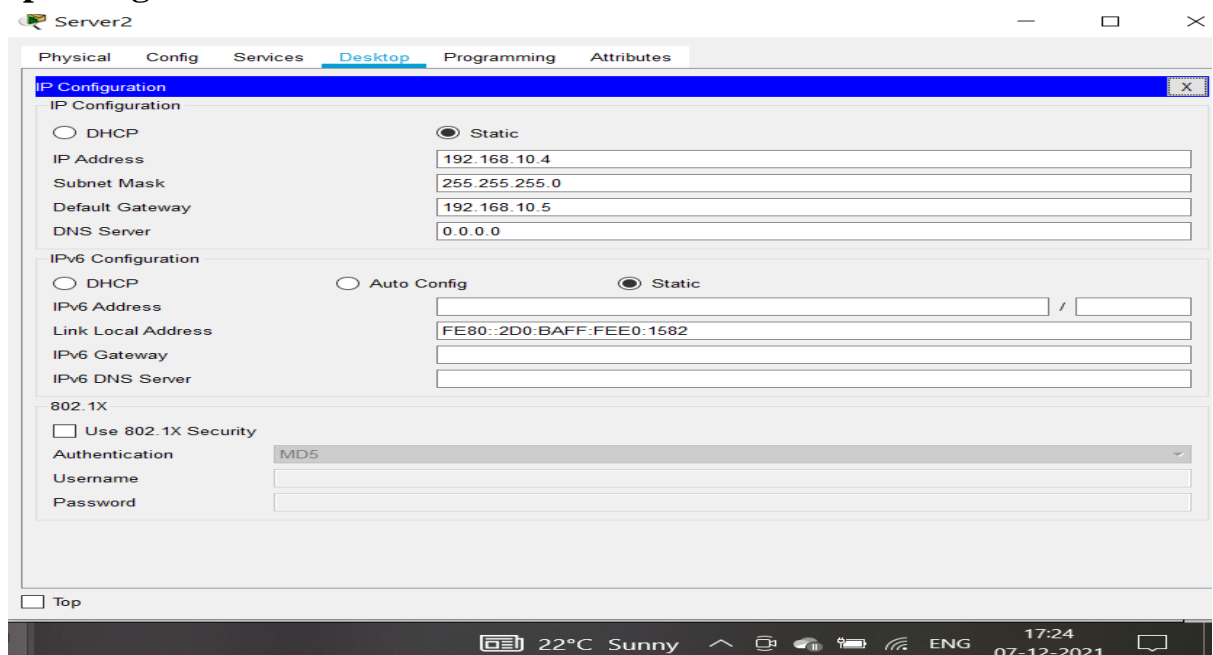 Server2
Physical Config Services Desktop Programming Attributes
IP Configuration X
IP Configuration
DHCP Static
IP Address 192.168.10.4
Subnet Mask 255.255.255.0
Default Gateway 192.168.10.5
DNS Server 0.0.0.0
IPv6 Configuration
DHCP Auto Config Static
IPv6 Address /
Link Local Address FE80::2D0:BAFF:FEE0:1582
IPv6 Gateway
IPv6 DNS Server
802.1X
Use 802.1X Security
Authentication MD5
Username
Password
Top
22°C Sunny ENG 17:24
07-12-2021